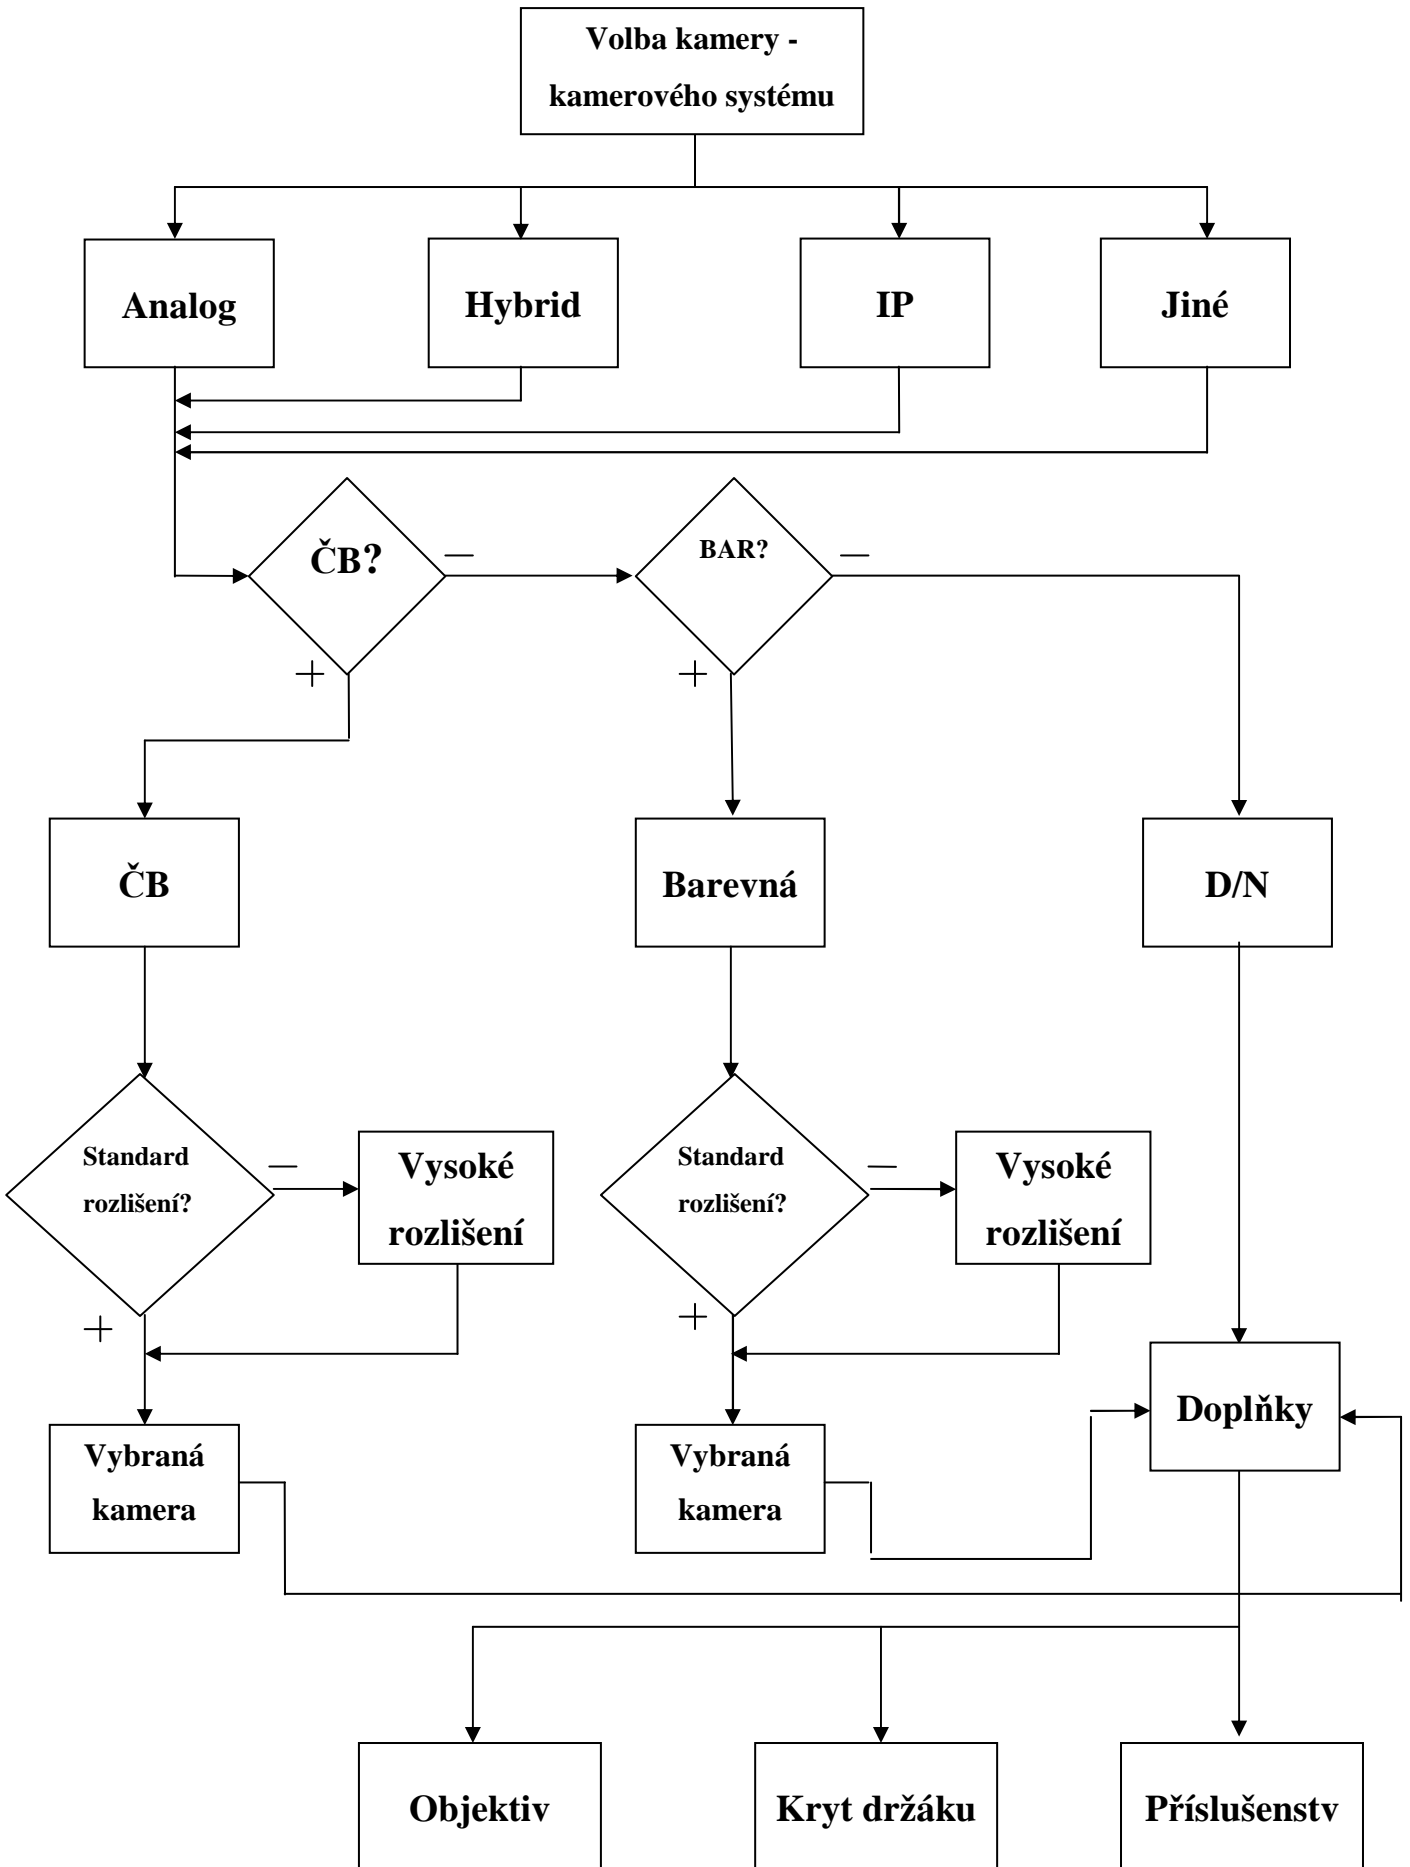 Volba kamery -
kamerového systému
Analog
Hybrid
IP
Jiné
ČB?
—
BAR?
—
+
+
ČB
Barevná
D/N
Standard
rozlišení?
—
Vysoké
rozlišení
Standard
rozlišení?
—
Vysoké
rozlišení
+
+
Doplňky
Vybraná
kamera
Vybraná
kamera
Objektiv
Kryt držáku
Příslušenstv